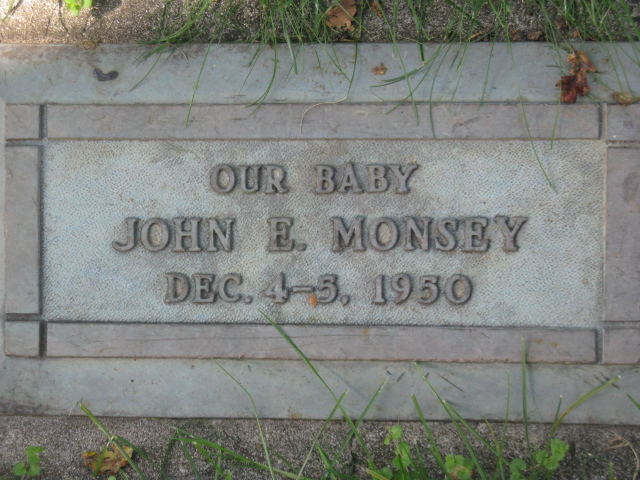 OUR BABY
JOHN E. MONSEY
DEC. 4-5, 1950